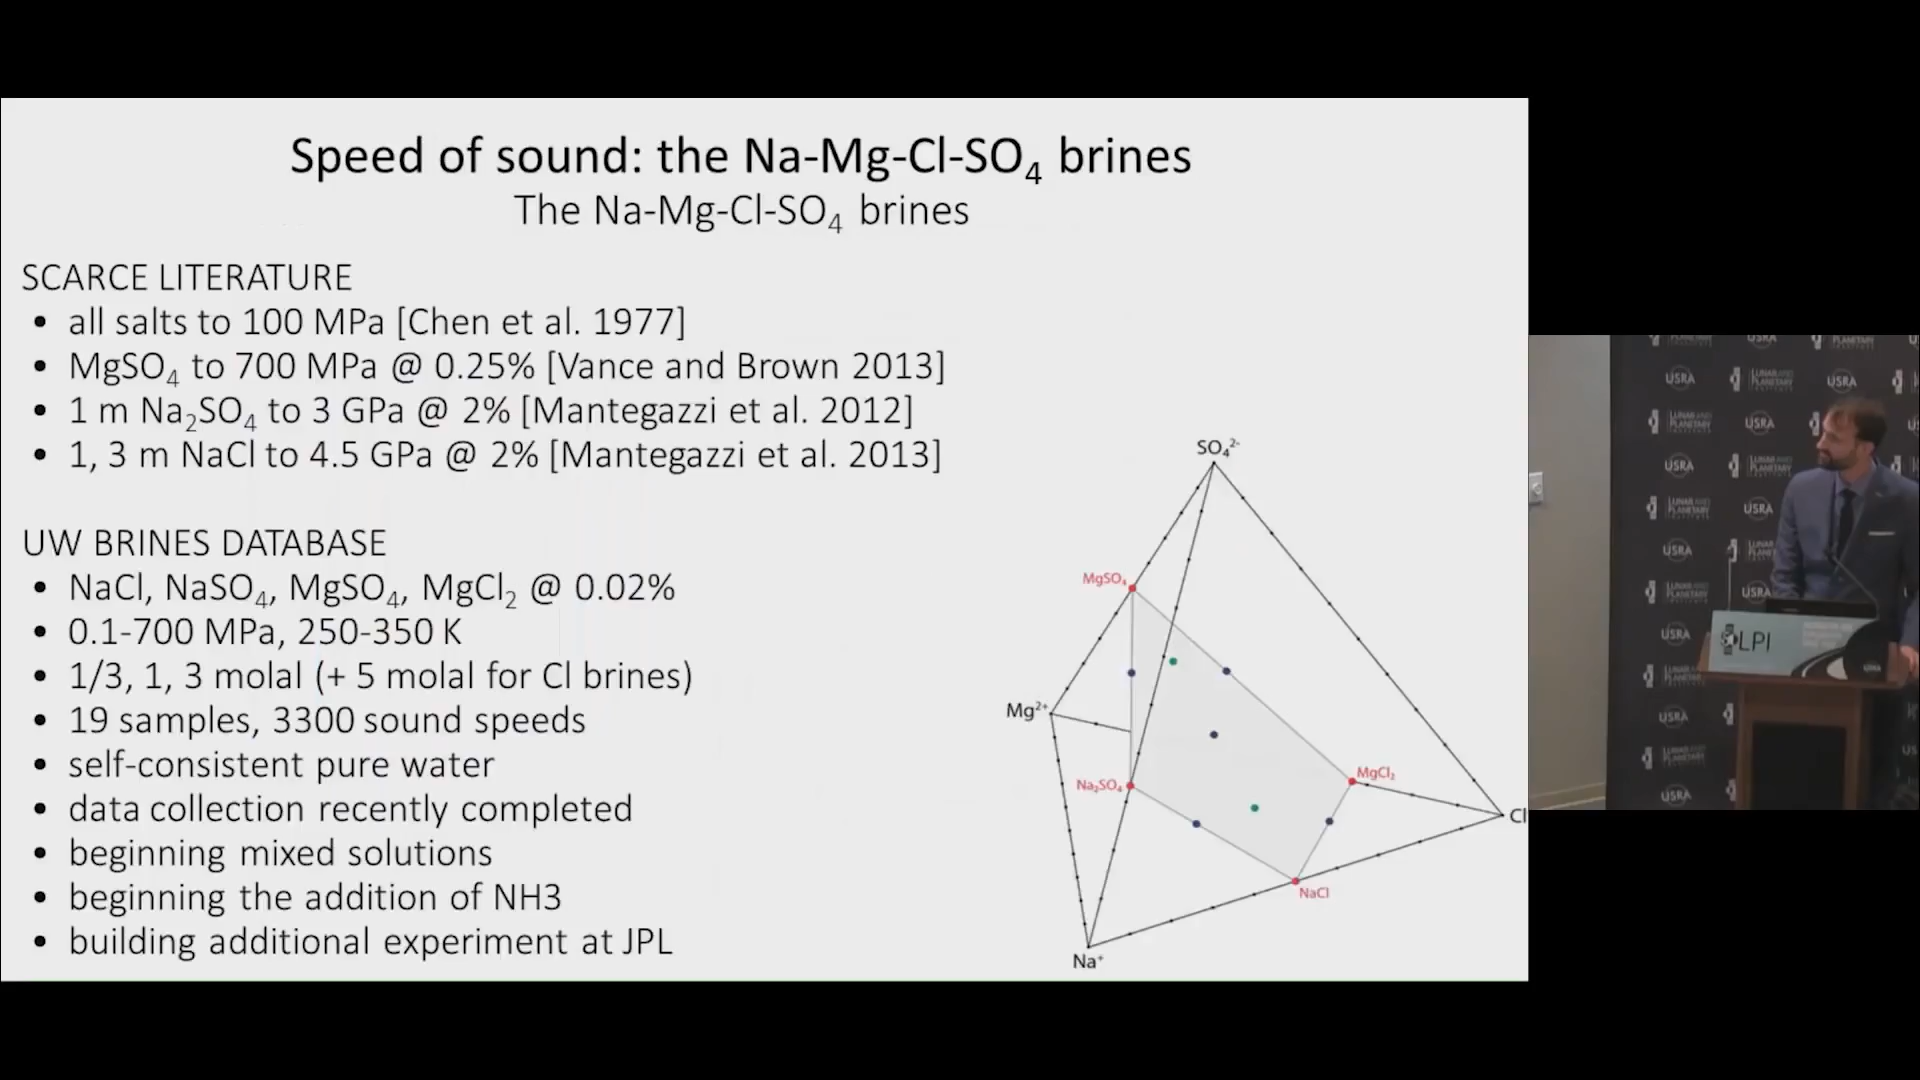 Speed of sound: the Na-Mg-Cl-SO₄ brines
The Na-Mg-Cl-SO₄ brines
SCARCE LITERATURE
• all salts to 100 MPa [Chen et al. 1977]
• MgSO₄ to 700 MPa @ 0.25% [Vance and Brown 2013]
• 1 m Na₂SO₄ to 3 GPa @ 2% [Mantegazzi et al. 2012]
• 1, 3 m NaCl to 4.5 GPa @ 2% [Mantegazzi et al. 2013]
UW BRINES DATABASE
• NaCl, NaSO₄, MgSO₄, MgCl₂ @ 0.02%
• 0.1-700 MPa, 250-350 K
• 1/3, 1, 3 molal (+ 5 molal for Cl brines)
• 19 samples, 3300 sound speeds
• self-consistent pure water
• data collection recently completed
• beginning mixed solutions
• beginning the addition of NH3
• building additional experiment at JPL
SO₄²⁻
MgSO₄
Mg²⁺
Na₂SO₄
MgCl₂
Cl
NaCl
Na⁺
USRA
LUNAR AND PLANETARY INSTITUTE
LPI
USRA